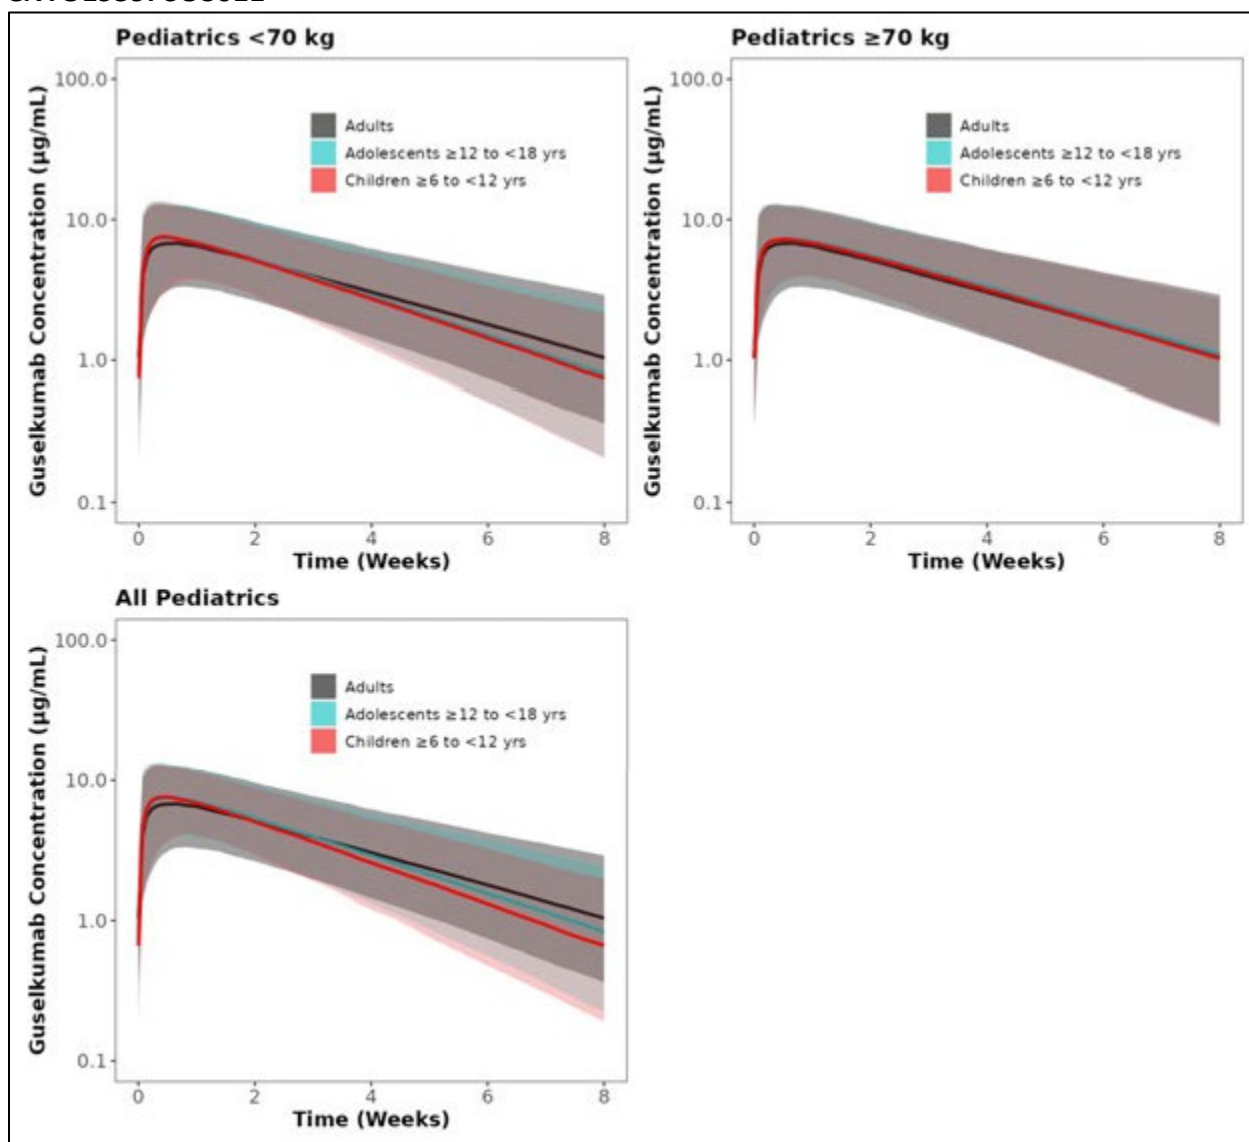 Pediatrics <70 kg
Guselkumab Concentration (μg/mL)
100.0
10.0
1.0
0.1
Adults
Adolescents ≥12 to <18 yrs
Children ≥6 to <12 yrs
0 2 4 6 8
Time (Weeks)
Pediatrics ≥70 kg
Guselkumab Concentration (μg/mL)
100.0
10.0
1.0
0.1
Adults
Adolescents ≥12 to <18 yrs
Children ≥6 to <12 yrs
0 2 4 6 8
Time (Weeks)
All Pediatrics
Guselkumab Concentration (μg/mL)
100.0
10.0
1.0
0.1
Adults
Adolescents ≥12 to <18 yrs
Children ≥6 to <12 yrs
0 2 4 6 8
Time (Weeks)